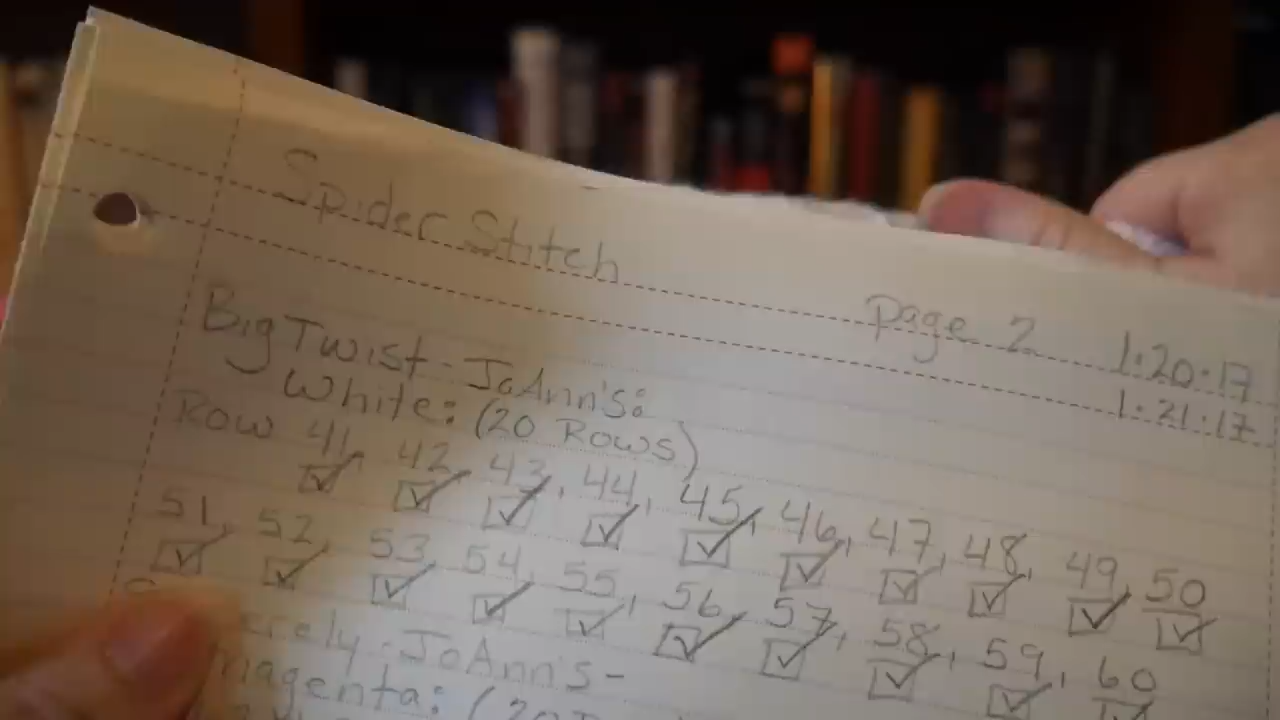 Spider Stitch
Page 2 1·20·17
1·21·17
Big Twist - JoAnn's:
White: (20 Rows)
Row 41, 42, 43, 44, 45, 46, 47, 48, 49, 50
51, 52, 53, 54, 55, 56, 57, 58, 59, 60
JoAnn's-
magenta: (20